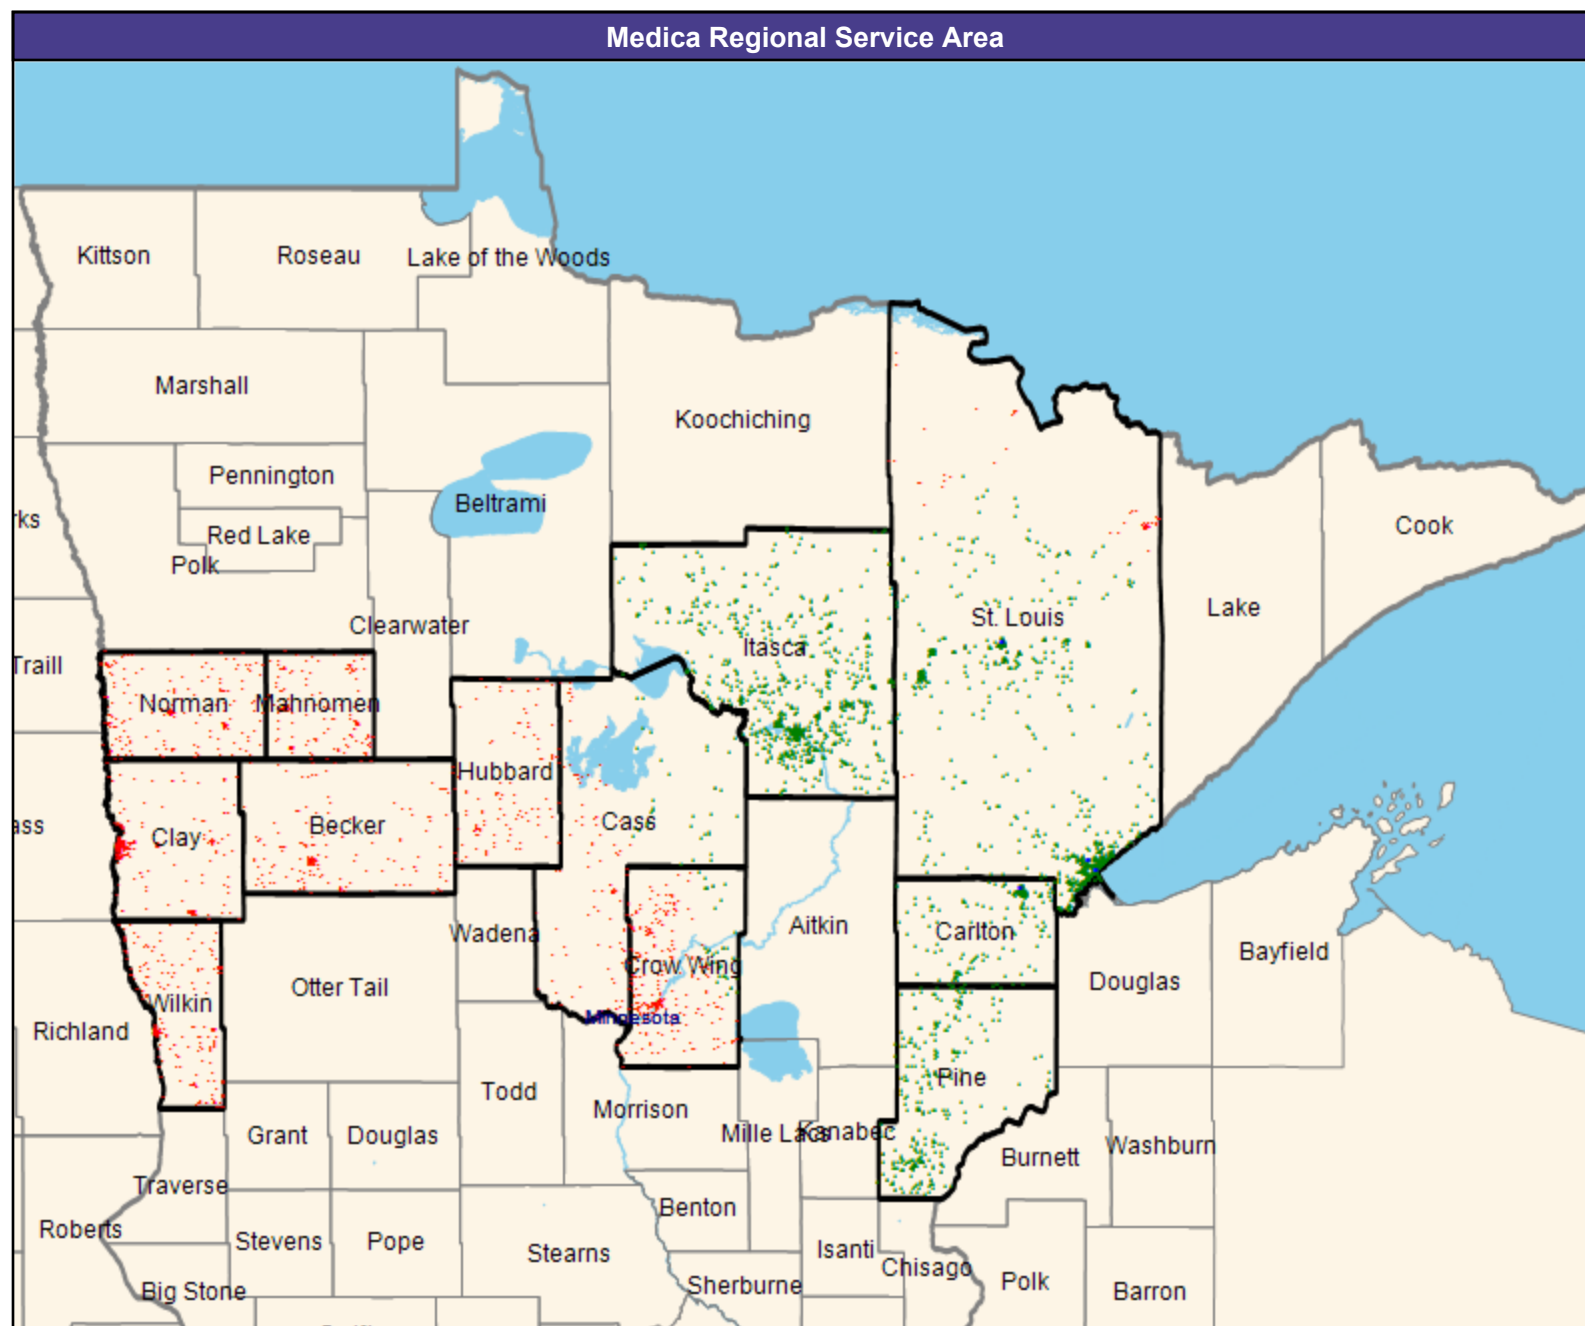 Medica Regional Service Area
Kittson
Roseau
Lake of the Woods
Marshall
Koochiching
Pennington
Beltrami
rks
Red Lake
Cook
Polk
Lake
St. Louis
Clearwater
Itasca
Traill
Norman
Mahnomen
Hubbard
Cass
ass
Clay
Becker
Aitkin
Carlton
Wadena
Bayfield
Crow Wing
Douglas
Otter Tail
Wilkin
Minnesota
Richland
Pine
Todd
Morrison
Grant
Douglas
Mille Lacs
Kanabec
Washburn
Burnett
Traverse
Benton
Roberts
Stevens
Pope
Stearns
Isanti
Chisago
Polk
Sherburne
Big Stone
Barron